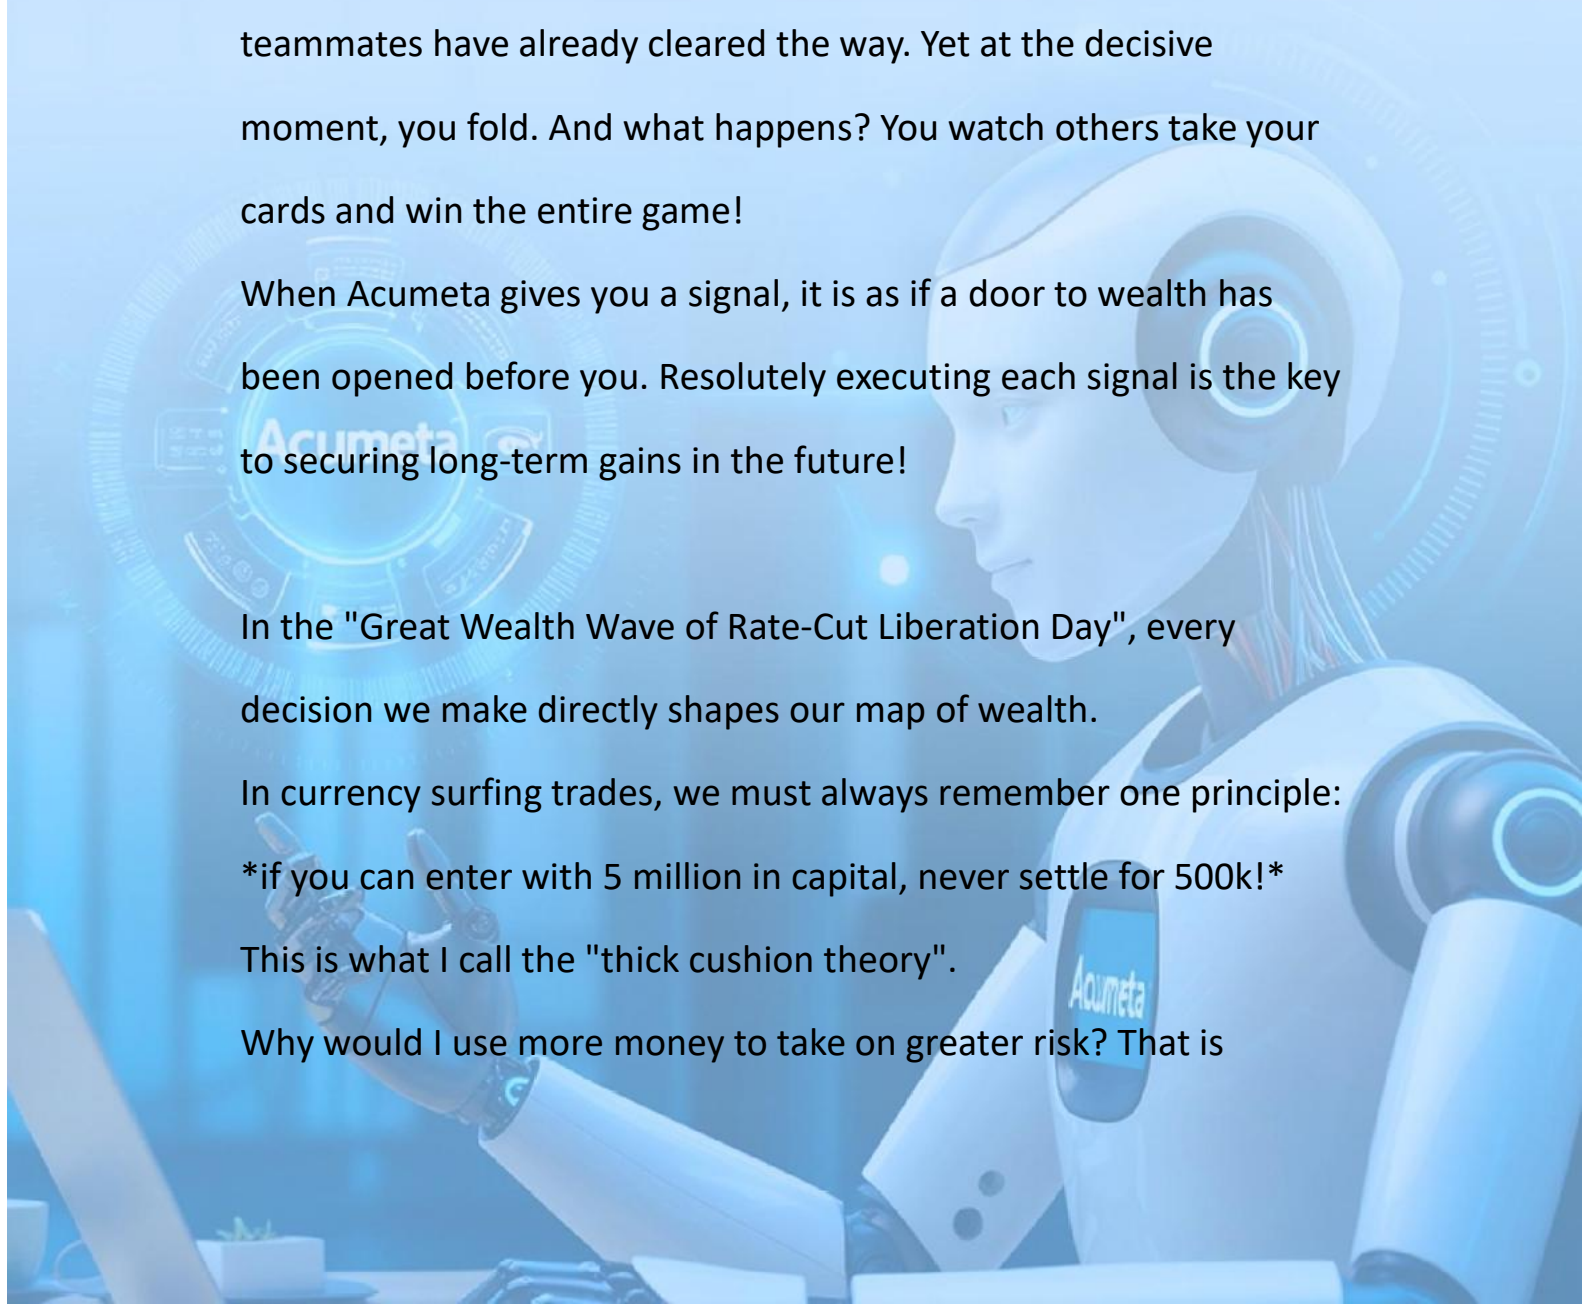 teammates have already cleared the way. Yet at the decisive
moment, you fold. And what happens? You watch others take your
cards and win the entire game!
When Acumeta gives you a signal, it is as if a door to wealth has
been opened before you. Resolutely executing each signal is the key
Acumeta
to securing long-term gains in the future!
In the "Great Wealth Wave of Rate-Cut Liberation Day", every
decision we make directly shapes our map of wealth.
In currency surfing trades, we must always remember one principle:
*if you can enter with 5 million in capital, never settle for 500k!*
This is what I call the "thick cushion theory".
Acumeta
Why would I use more money to take on greater risk? That is